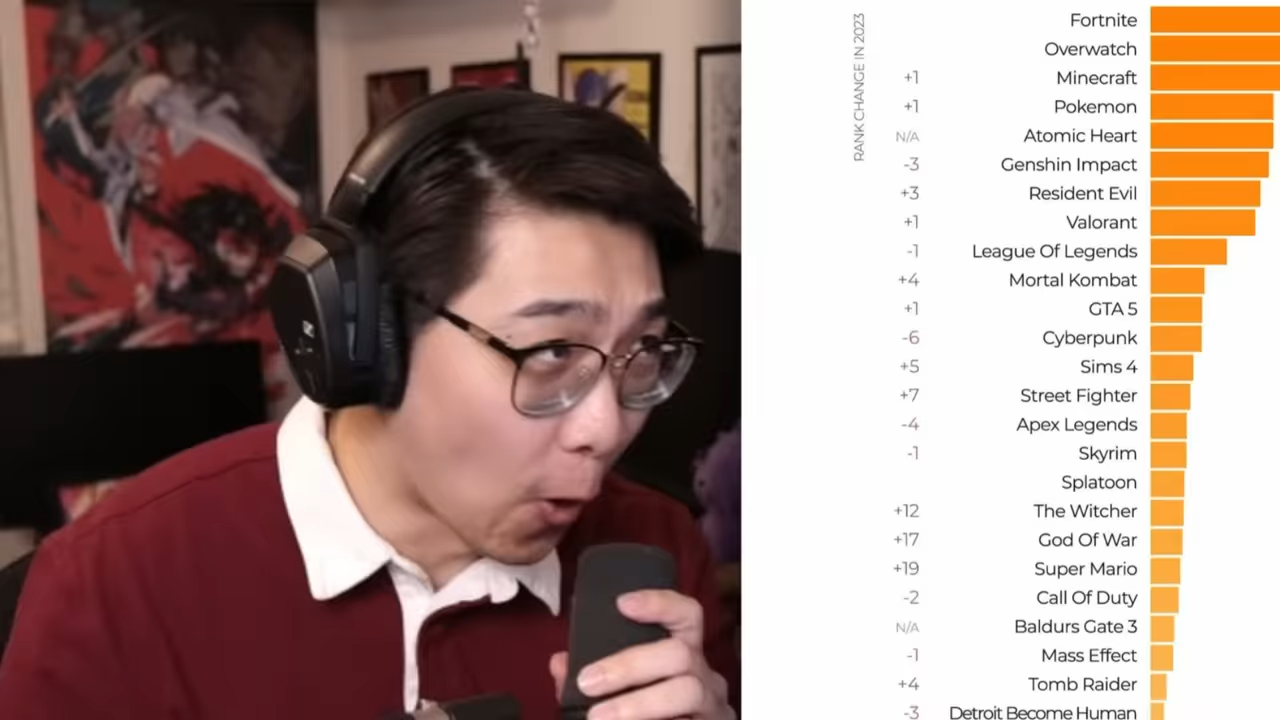 RANK CHANGE IN 2023
Fortnite
Overwatch
+1 Minecraft
+1 Pokemon
N/A Atomic Heart
-3 Genshin Impact
+3 Resident Evil
+1 Valorant
-1 League Of Legends
+4 Mortal Kombat
+1 GTA 5
-6 Cyberpunk
+5 Sims 4
+7 Street Fighter
-4 Apex Legends
-1 Skyrim
Splatoon
+12 The Witcher
+17 God Of War
+19 Super Mario
-2 Call Of Duty
N/A Baldurs Gate 3
-1 Mass Effect
+4 Tomb Raider
-3 Detroit Become Human